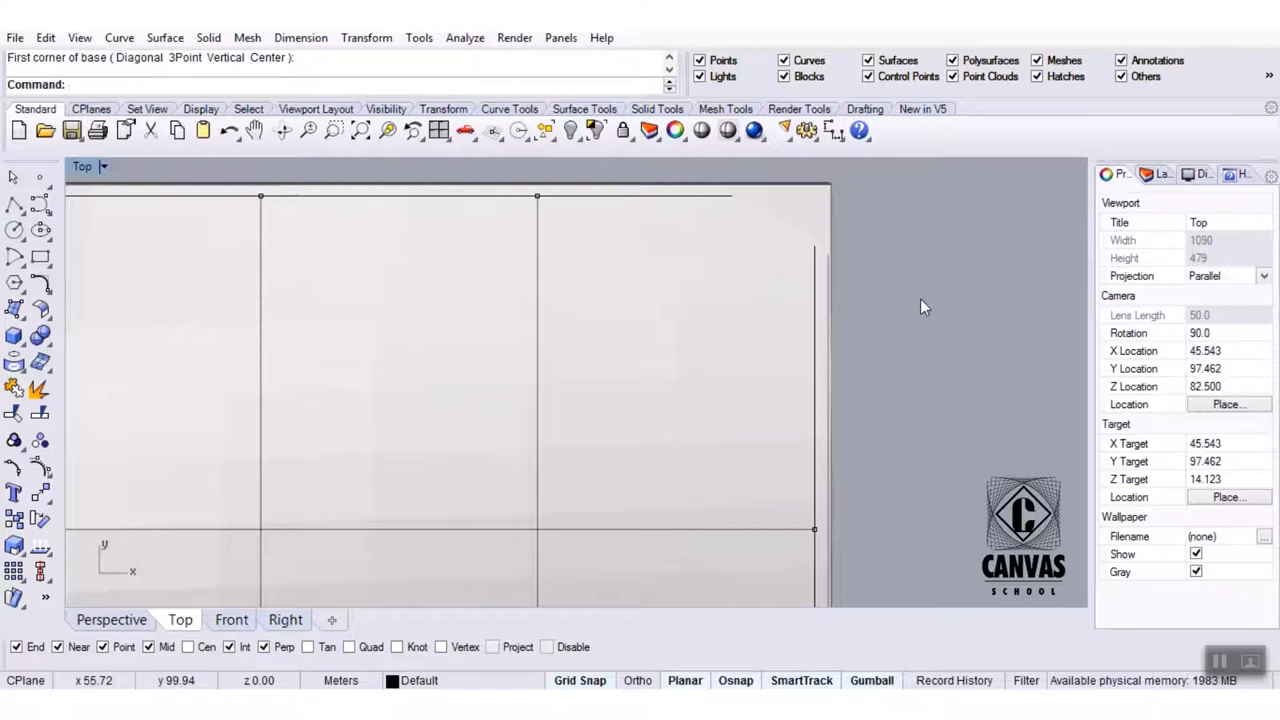 File Edit View Curve Surface Solid Mesh Dimension Transform Tools Analyze Render Panels Help
First corner of base ( Diagonal 3Point Vertical Center ):
Command:
Points Curves Surfaces Polysurfaces Meshes Annotations
Lights Blocks Control Points Point Clouds Hatches Others
Standard CPlanes Set View Display Select Viewport Layout Visibility Transform Curve Tools Surface Tools Solid Tools Mesh Tools Render Tools Drafting New in V5
Top
Pr... La... Di... H...
Viewport
Title Top
Width 1090
Height 479
Projection Parallel
Camera
Lens Length 50.0
Rotation 90.0
X Location 45.543
Y Location 97.462
Z Location 82.500
Location Place...
Target
X Target 45.543
Y Target 97.462
Z Target 14.123
Location Place...
Wallpaper
Filename (none) ...
Show
Gray
y
x
C
CANVAS
SCHOOL
Perspective Top Front Right
End Near Point Mid Cen Int Perp Tan Quad Knot Vertex Project Disable
CPlane x 55.72 y 99.94 z 0.00 Meters Default Grid Snap Ortho Planar Osnap SmartTrack Gumball Record History Filter Available physical memory: 1983 MB